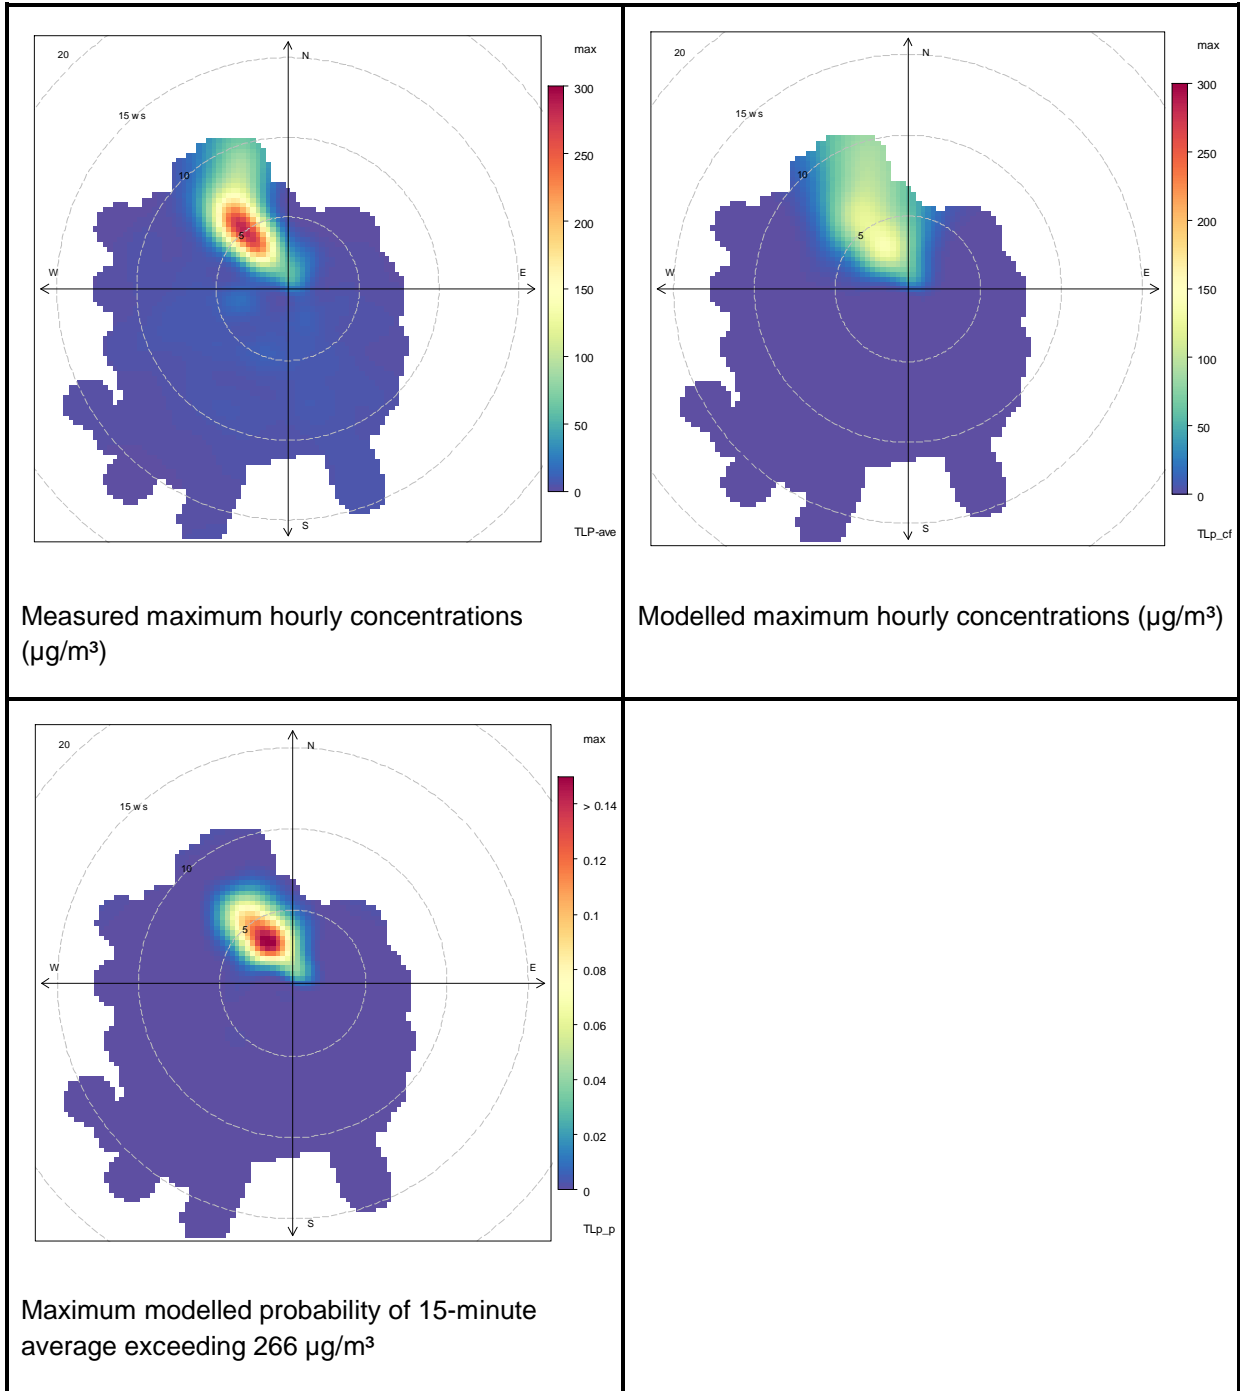 20
max
N
300
15 ws
250
10
200
5
W
E
150
100
50
0
S
TLP-ave
Measured maximum hourly concentrations
(µg/m³)
20
max
N
300
15 ws
250
10
200
5
W
E
150
100
50
0
S
TLp_cf
Modelled maximum hourly concentrations (µg/m³)
20
max
N
15 ws
> 0.14
10
0.12
5
0.1
W
E
0.08
0.06
0.04
0.02
0
S
TLp_p
Maximum modelled probability of 15-minute
average exceeding 266 µg/m³